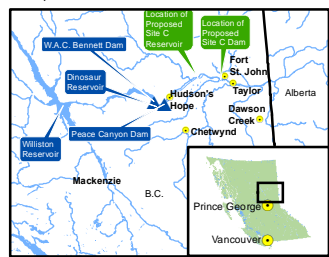 Location of
Proposed
Site C
Reservoir
Location of
Proposed
Site C Dam
W.A.C. Bennett Dam
Dinosaur
Reservoir
Fort
St. John
Hudson's
Hope
Taylor
Alberta
Dawson
Creek
Peace Canyon Dam
Chetwynd
Williston
Reservoir
Mackenzie
B.C.
Prince George
Vancouver